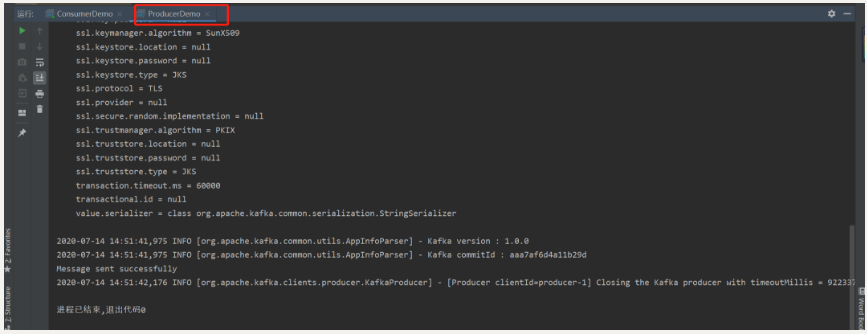 运行: ConsumerDemo × ProducerDemo ×
ssl.keymanager.algorithm = SunX509
ssl.keystore.location = null
ssl.keystore.password = null
ssl.keystore.type = JKS
ssl.protocol = TLS
ssl.provider = null
ssl.secure.random.implementation = null
ssl.trustmanager.algorithm = PKIX
ssl.truststore.location = null
ssl.truststore.password = null
ssl.truststore.type = JKS
transaction.timeout.ms = 60000
transactional.id = null
value.serializer = class org.apache.kafka.common.serialization.StringSerializer
2020-07-14 14:51:41,975 INFO [org.apache.kafka.common.utils.AppInfoParser] - Kafka version : 1.0.0
2020-07-14 14:51:41,975 INFO [org.apache.kafka.common.utils.AppInfoParser] - Kafka commitId : aaa7af6d4a11b29d
Message sent successfully
2020-07-14 14:51:42,176 INFO [org.apache.kafka.clients.producer.KafkaProducer] - [Producer clientId=producer-1] Closing the Kafka producer with timeoutMillis = 92233
进程已结束,退出代码0
2: Favorites
Z: Structure
Word Boo